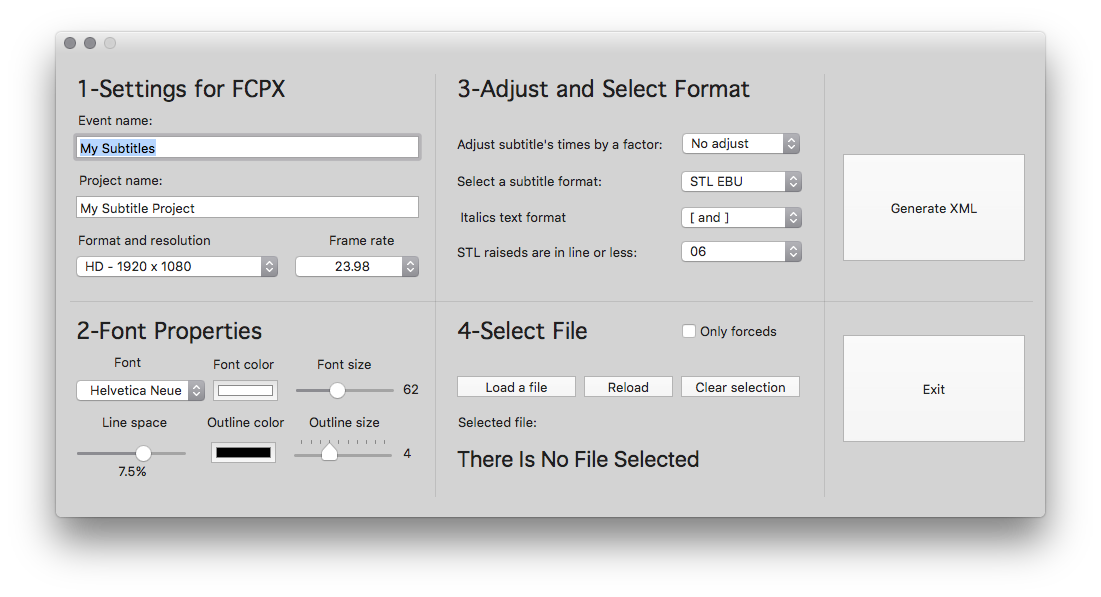 1-Settings for FCPX
Event name:
My Subtitles
Project name:
My Subtitle Project
Format and resolution
Frame rate
HD - 1920 x 1080
23.98
2-Font Properties
Font
Font color
Font size
Helvetica Neue
62
Line space
Outline color
Outline size
4
7.5%
3-Adjust and Select Format
Adjust subtitle's times by a factor:
No adjust
Select a subtitle format:
STL EBU
Italics text format
[ and ]
STL raiseds are in line or less:
06
4-Select File
Only forceds
Load a file
Reload
Clear selection
Selected file:
There Is No File Selected
Generate XML
Exit